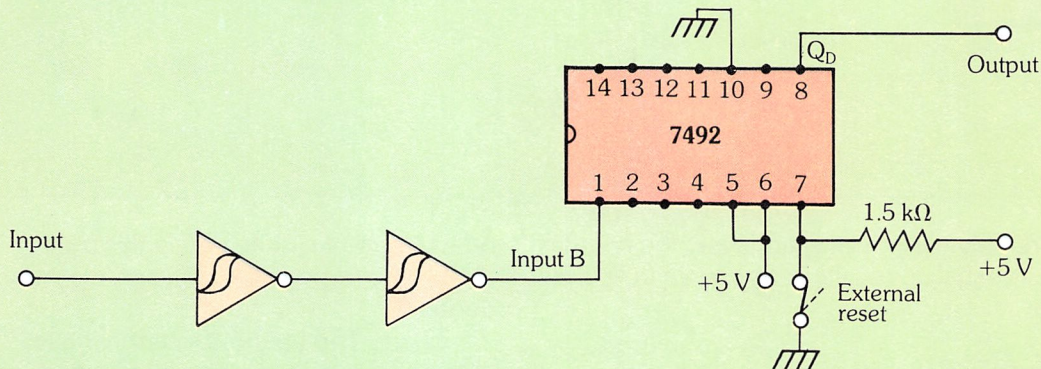 Q_D
Output
14 13 12 11 10 9 8
7492
1 2 3 4 5 6 7
1.5 kΩ
Input
Input B
+5 V
+5 V
External
reset